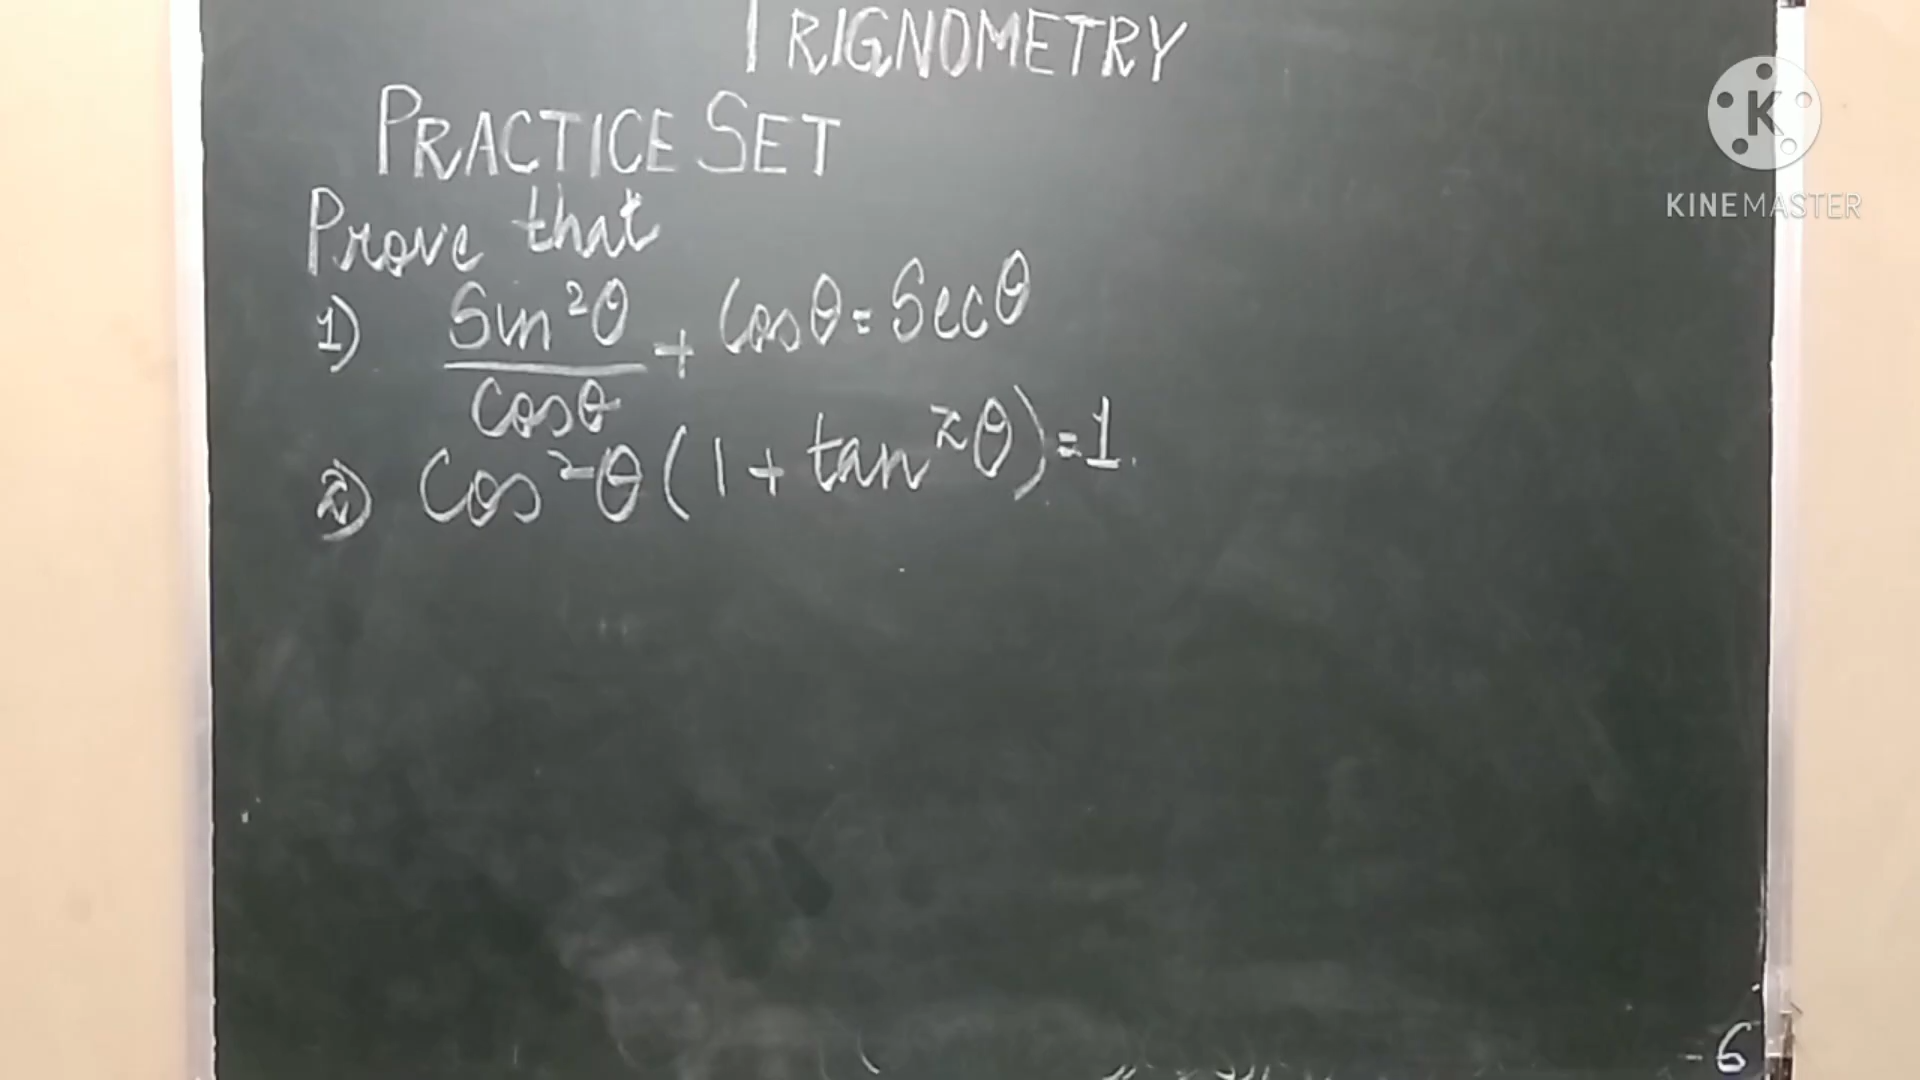 TRIGNOMETRY
PRACTICE SET
Prove that
1) Sin²θ/Cosθ + Cosθ = Secθ
2) Cos²θ (1 + tan²θ) = 1.
K
KINEMASTER
- 6